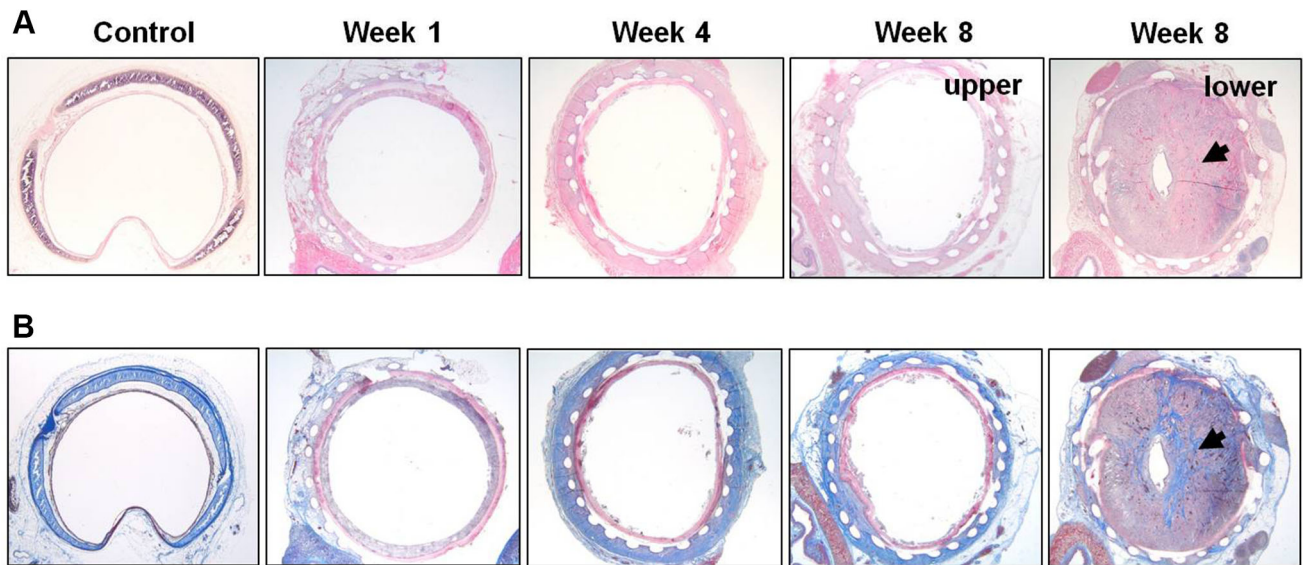 A
Control
Week 1
Week 4
Week 8
Week 8
upper
lower
B